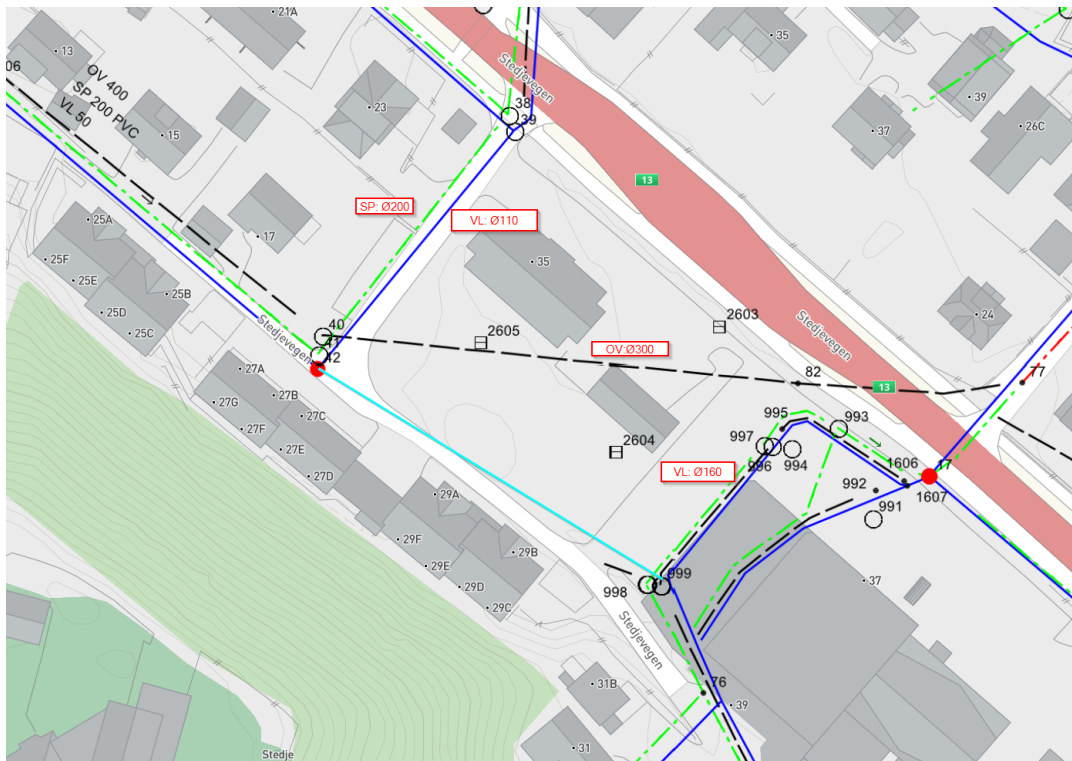 21A
13
06
OV 400
SP 200 PVC
VL 50
15
23
Stedjevegen
38
39
35
39
37
26C
13
SP: Ø200
VL: Ø110
17
25A
25F
25E
25B
25D
25C
35
Stedjevegen
40
41
42
2605
2603
OV:Ø300
Stedjevegen
24
82
13
77
27A
27B
27G
27C
27F
27E
27D
995
993
997
996
994
2604
VL: Ø160
1606
17
992
1607
991
29A
29F
29B
29E
29D
29C
998
999
37
Stedjevegen
76
39
31B
31
Stedje